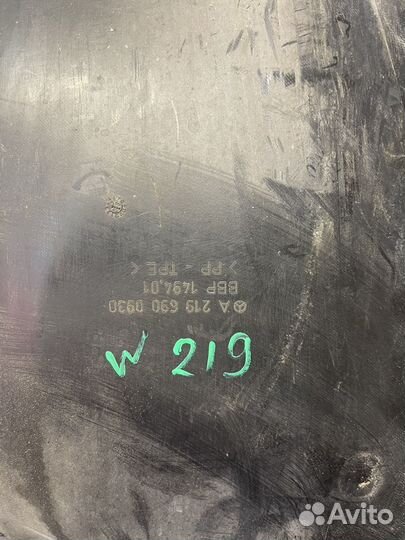 A 219 690 0930
BBP 1494.01
>PP - TPE<
W 219
Avito